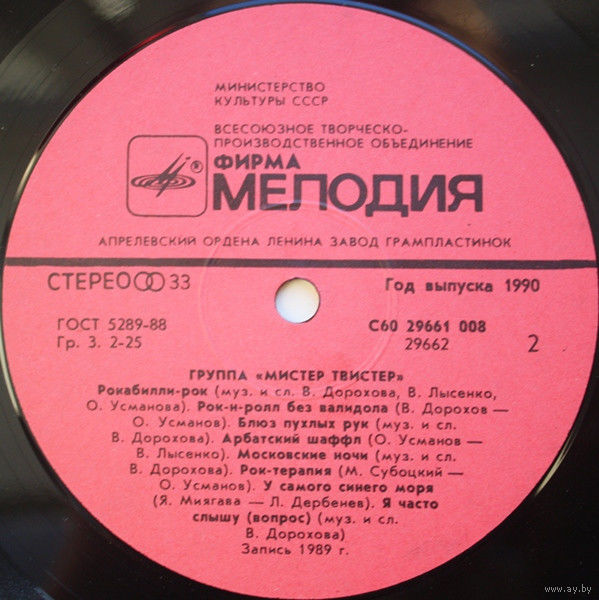 МИНИСТЕРСТВО
КУЛЬТУРЫ СССР
ВСЕСОЮЗНОЕ ТВОРЧЕСКО-
ПРОИЗВОДСТВЕННОЕ ОБЪЕДИНЕНИЕ
®
ФИРМА
МЕЛОДИЯ
АПРЕЛЕВСКИЙ ОРДЕНА ЛЕНИНА ЗАВОД ГРАМПЛАСТИНОК
СТЕРЕО 33
Год выпуска 1990
ГОСТ 5289-88
С60 29661 008
Гр. 3. 2-25
29662
2
ГРУППА «МИСТЕР ТВИСТЕР»
Рокабилли-рок (муз. и сл. В. Дорохова, В. Лысенко,
О. Усманова). Рок-н-ролл без валидола (В. Дорохов —
О. Усманов). Блюз пухлых рук (муз. и сл.
В. Дорохова). Арбатский шаффл (О. Усманов —
В. Лысенко). Московские ночи (муз. и сл.
В. Дорохова). Рок-терапия (М. Субоцкий —
О. Усманов). У самого синего моря
(Я. Миягава — Л. Дербенев). Я часто
слышу (вопрос) (муз. и сл.
В. Дорохова)
Запись 1989 г.
www.ay.by